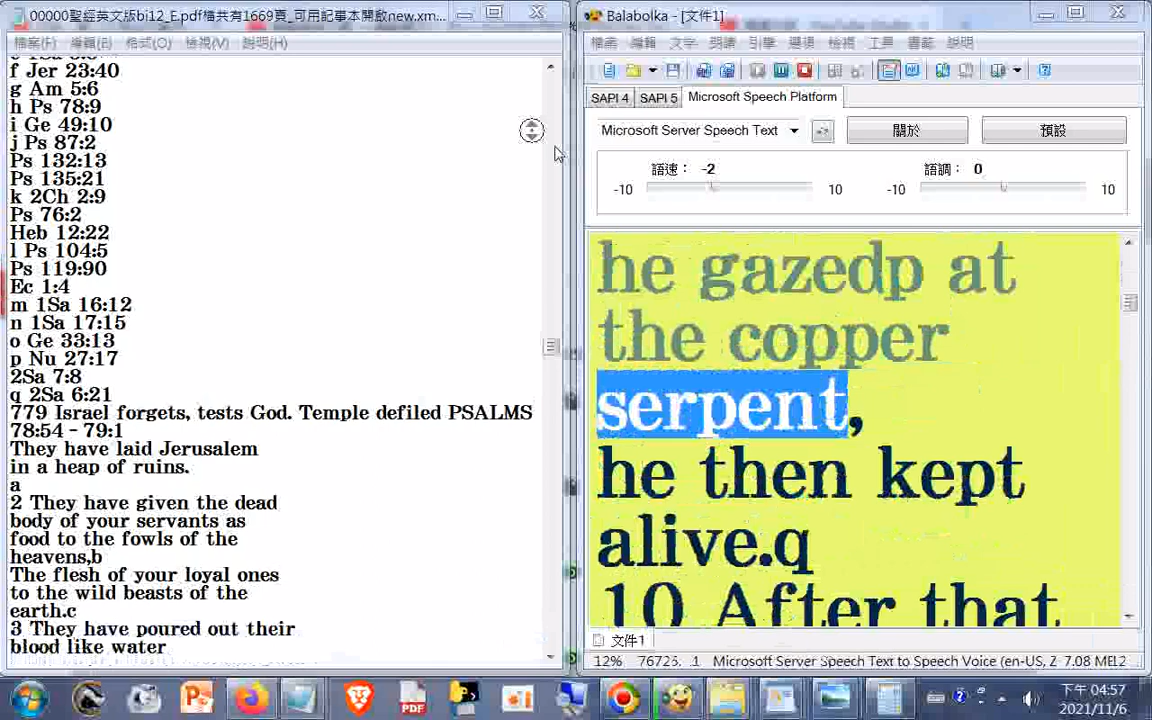 00000聖經英文版bi12_E.pdf檔共有1669頁_可用記事本開啟new.xm...
檔案(F) 編輯(E) 格式(O) 檢視(V) 說明(H)
f Jer 23:40
g Am 5:6
h Ps 78:9
i Ge 49:10
j Ps 87:2
Ps 132:13
Ps 135:21
k 2Ch 2:9
Ps 76:2
Heb 12:22
l Ps 104:5
Ps 119:90
Ec 1:4
m 1Sa 16:12
n 1Sa 17:15
o Ge 33:13
p Nu 27:17
2Sa 7:8
q 2Sa 6:21
779 Israel forgets, tests God. Temple defiled PSALMS
78:54 – 79:1
They have laid Jerusalem
in a heap of ruins.
a
2 They have given the dead
body of your servants as
food to the fowls of the
heavens,b
The flesh of your loyal ones
to the wild beasts of the
earth.c
3 They have poured out their
blood like water
Balabolka - [文件1]
檔案 編輯 文字 朗讀 引擎 選項 檢視 工具 書籤 說明
SAPI 4 SAPI 5 Microsoft Speech Platform
Microsoft Server Speech Text 關於 預設
語速： -2 語調： 0
-10 10 -10 10
he gazedp at
the copper
serpent,
he then kept
alive.q
10 After that
文件1
12% 76723. .1 Microsoft Server Speech Text to Speech Voice (en-US, Z 7.08 ME12
PDF
下午 04:57
2021/11/6